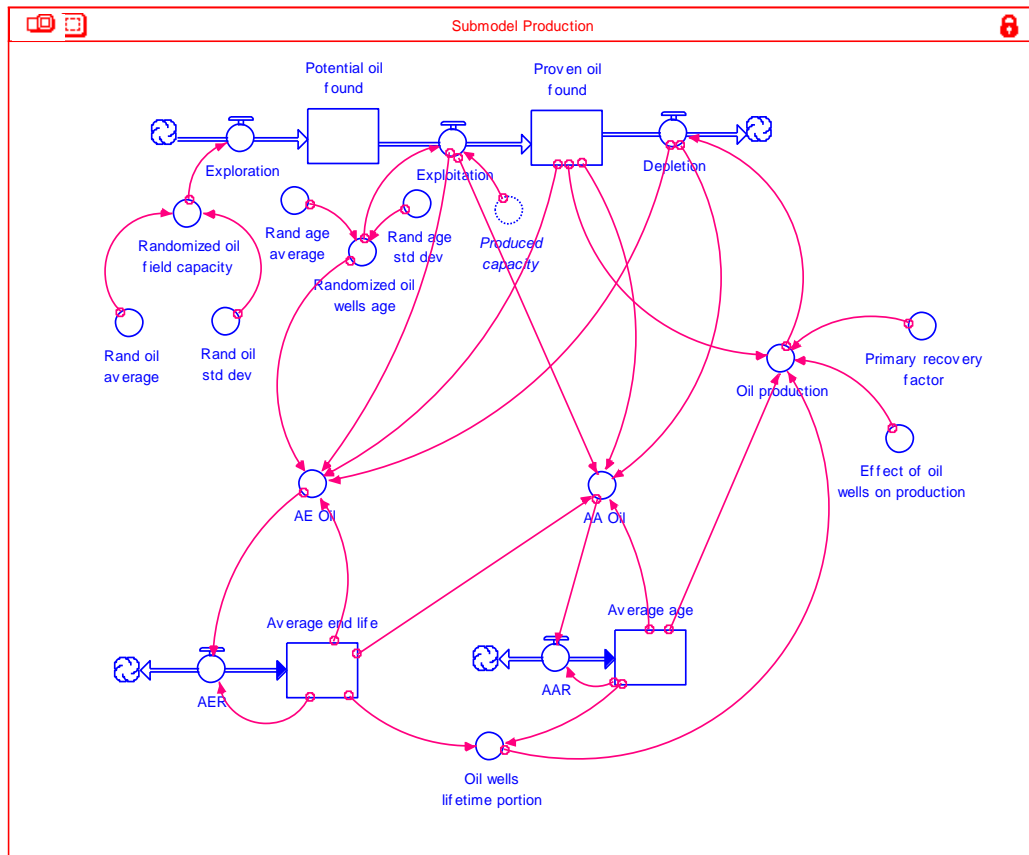 Submodel Production
Potential oil
found
Proven oil
found
Exploration
Exploitation
Depletion
Rand age
average
Rand age
std dev
Produced
capacity
Randomized oil
field capacity
Randomized oil
wells age
Rand oil
average
Rand oil
std dev
Primary recovery
factor
Oil production
Effect of oil
wells on production
AE Oil
AA Oil
Average end life
Average age
AER
AAR
Oil wells
lifetime portion